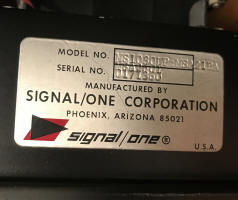 MODEL NO.
SERIAL NO.
MANUFACTURED BY
SIGNAL/ONE CORPORATION
PHOENIX, ARIZONA 85021
signal/one ®
U.S.A.